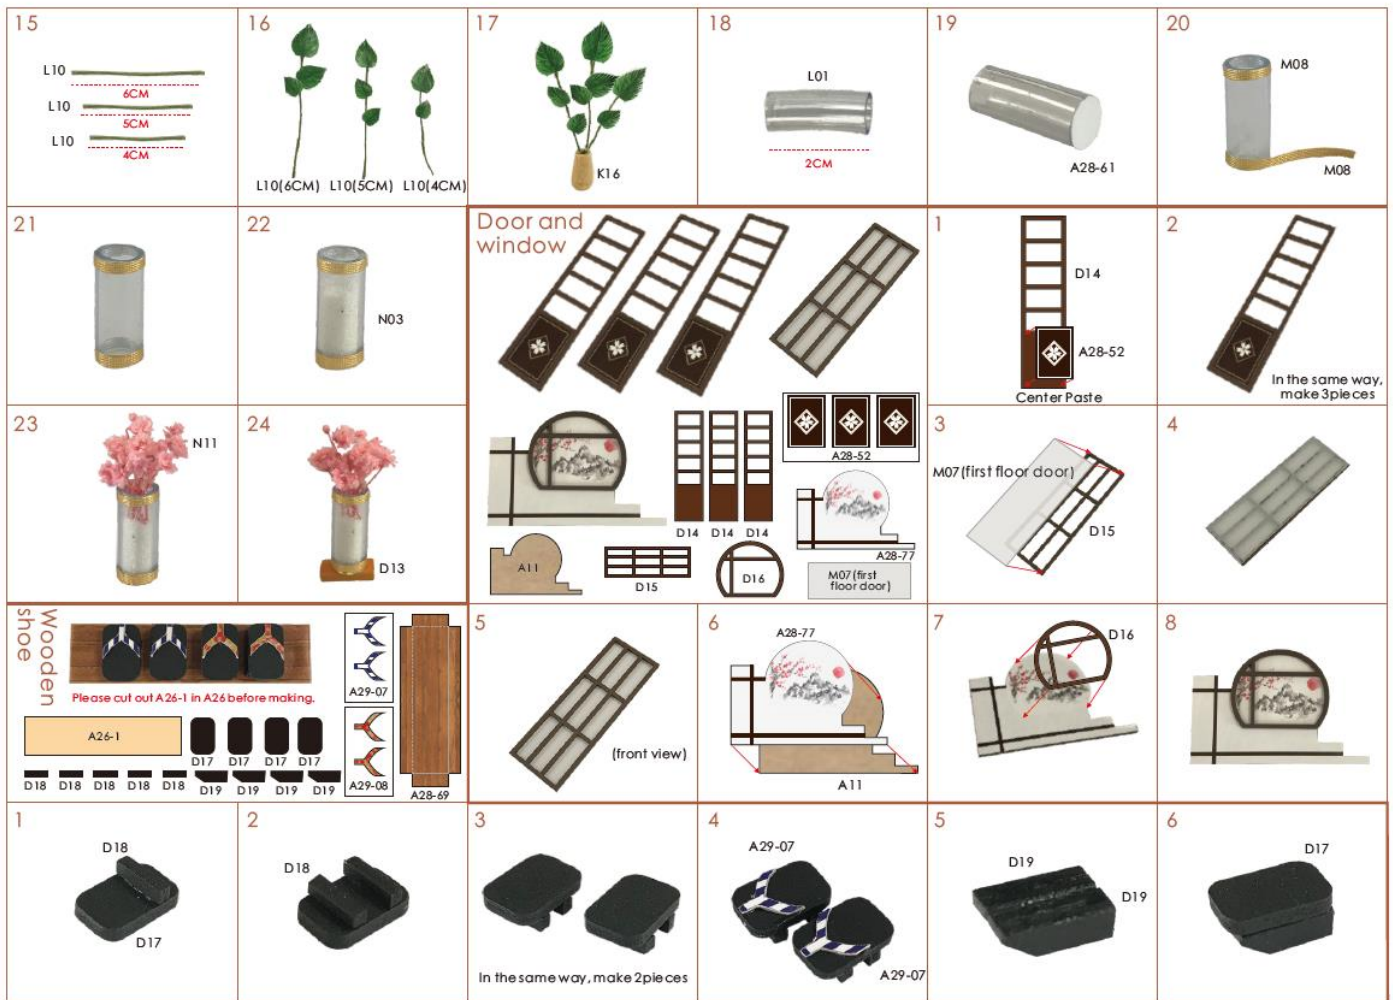 15
L10
6CM
L10
5CM
L10
4CM
16
L10(6CM)
L10(5CM)
L10(4CM)
17
K16
18
L01
2CM
19
A28-61
20
M08
M08
21
22
N03
23
N11
24
D13
Door and
window
A28-52
D14
D14
D14
A28-77
A11
D15
D16
M07(first
floor door)
1
D14
A28-52
Center Paste
2
In the same way,
make 3pieces
3
M07(first floor door)
D15
4
5
(front view)
6
A28-77
A11
7
D16
8
Wooden
shoe
Please cut out A26-1 in A26 before making.
A26-1
D17
D17
D17
D17
D18
D18
D18
D18
D18
D19
D19
D19
D19
A29-07
A29-08
A28-69
1
D18
D17
2
D18
3
In the same way, make 2pieces
4
A29-07
A29-07
5
D19
D19
6
D17